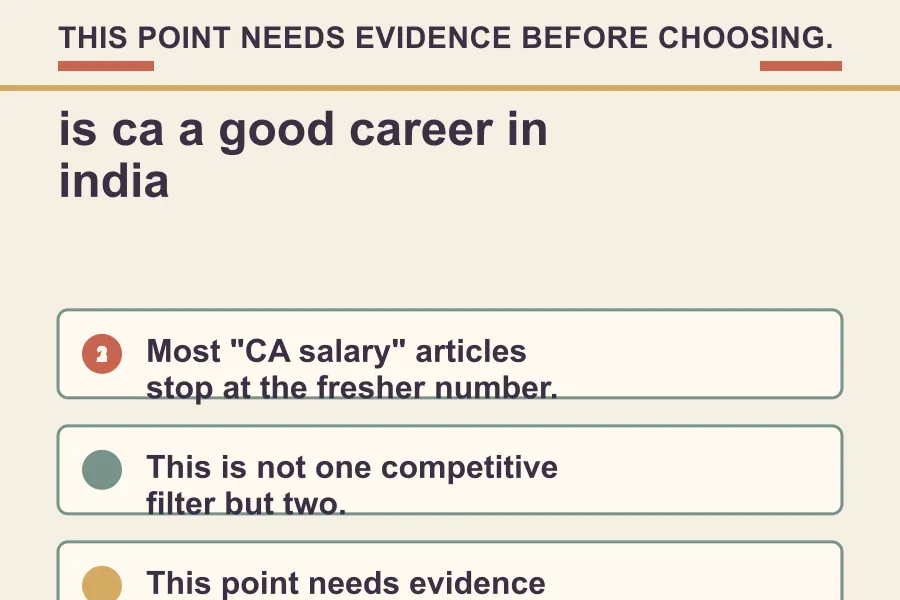 THIS POINT NEEDS EVIDENCE BEFORE CHOOSING.
is ca a good career in
india
Most "CA salary" articles
stop at the fresher number.
This is not one competitive
filter but two.
This point needs evidence